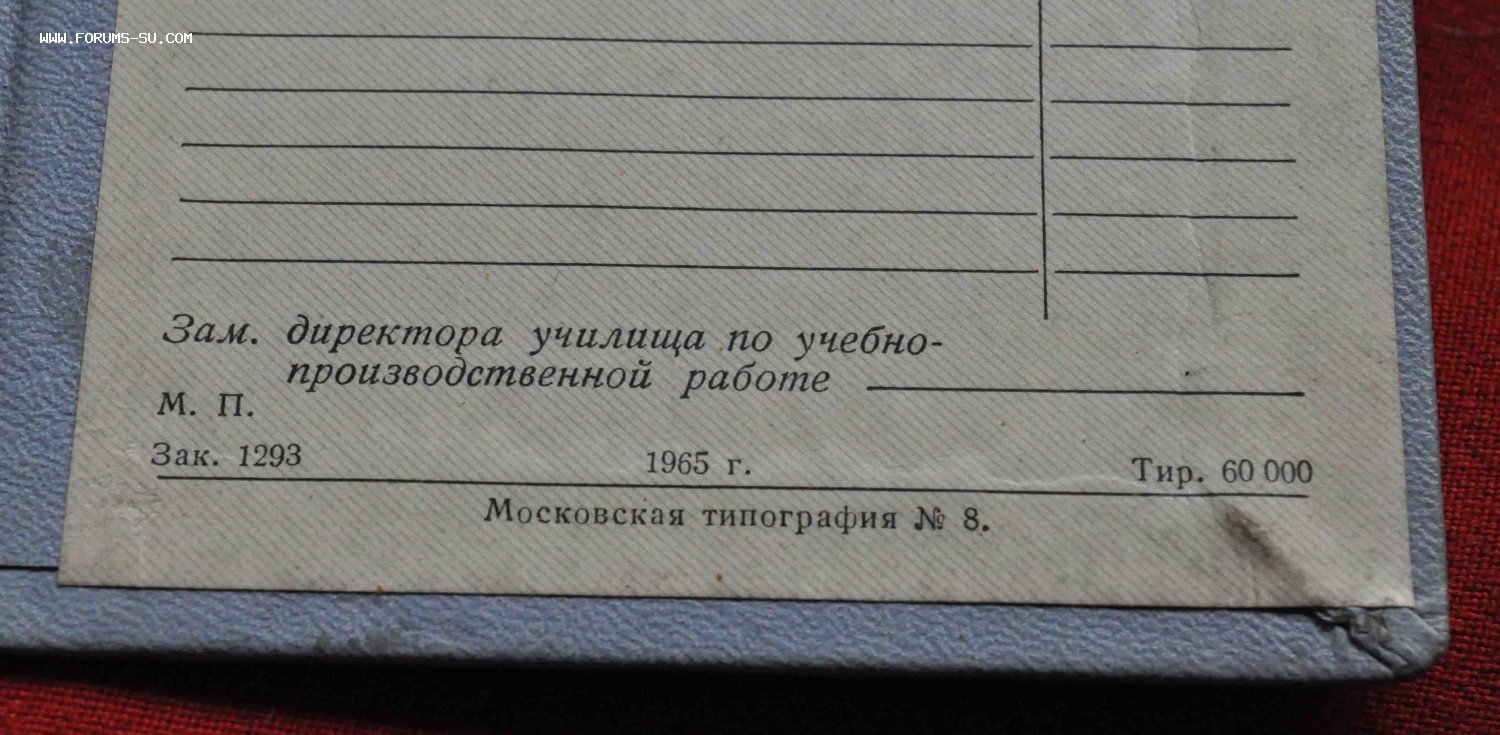 WWW.FORUMS-SU.COM
Зам. директора училища по учебно-
производственной работе
М. П.
Зак. 1293 1965 г. Тир. 60 000
Московская типография № 8.